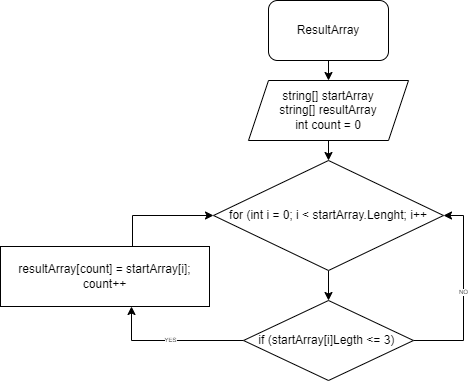 ResultArray
string[] startArray
string[] resultArray
int count = 0
for (int i = 0; i < startArray.Lenght; i++
resultArray[count] = startArray[i];
count++
if (startArray[i]Legth <= 3)
YES
NO